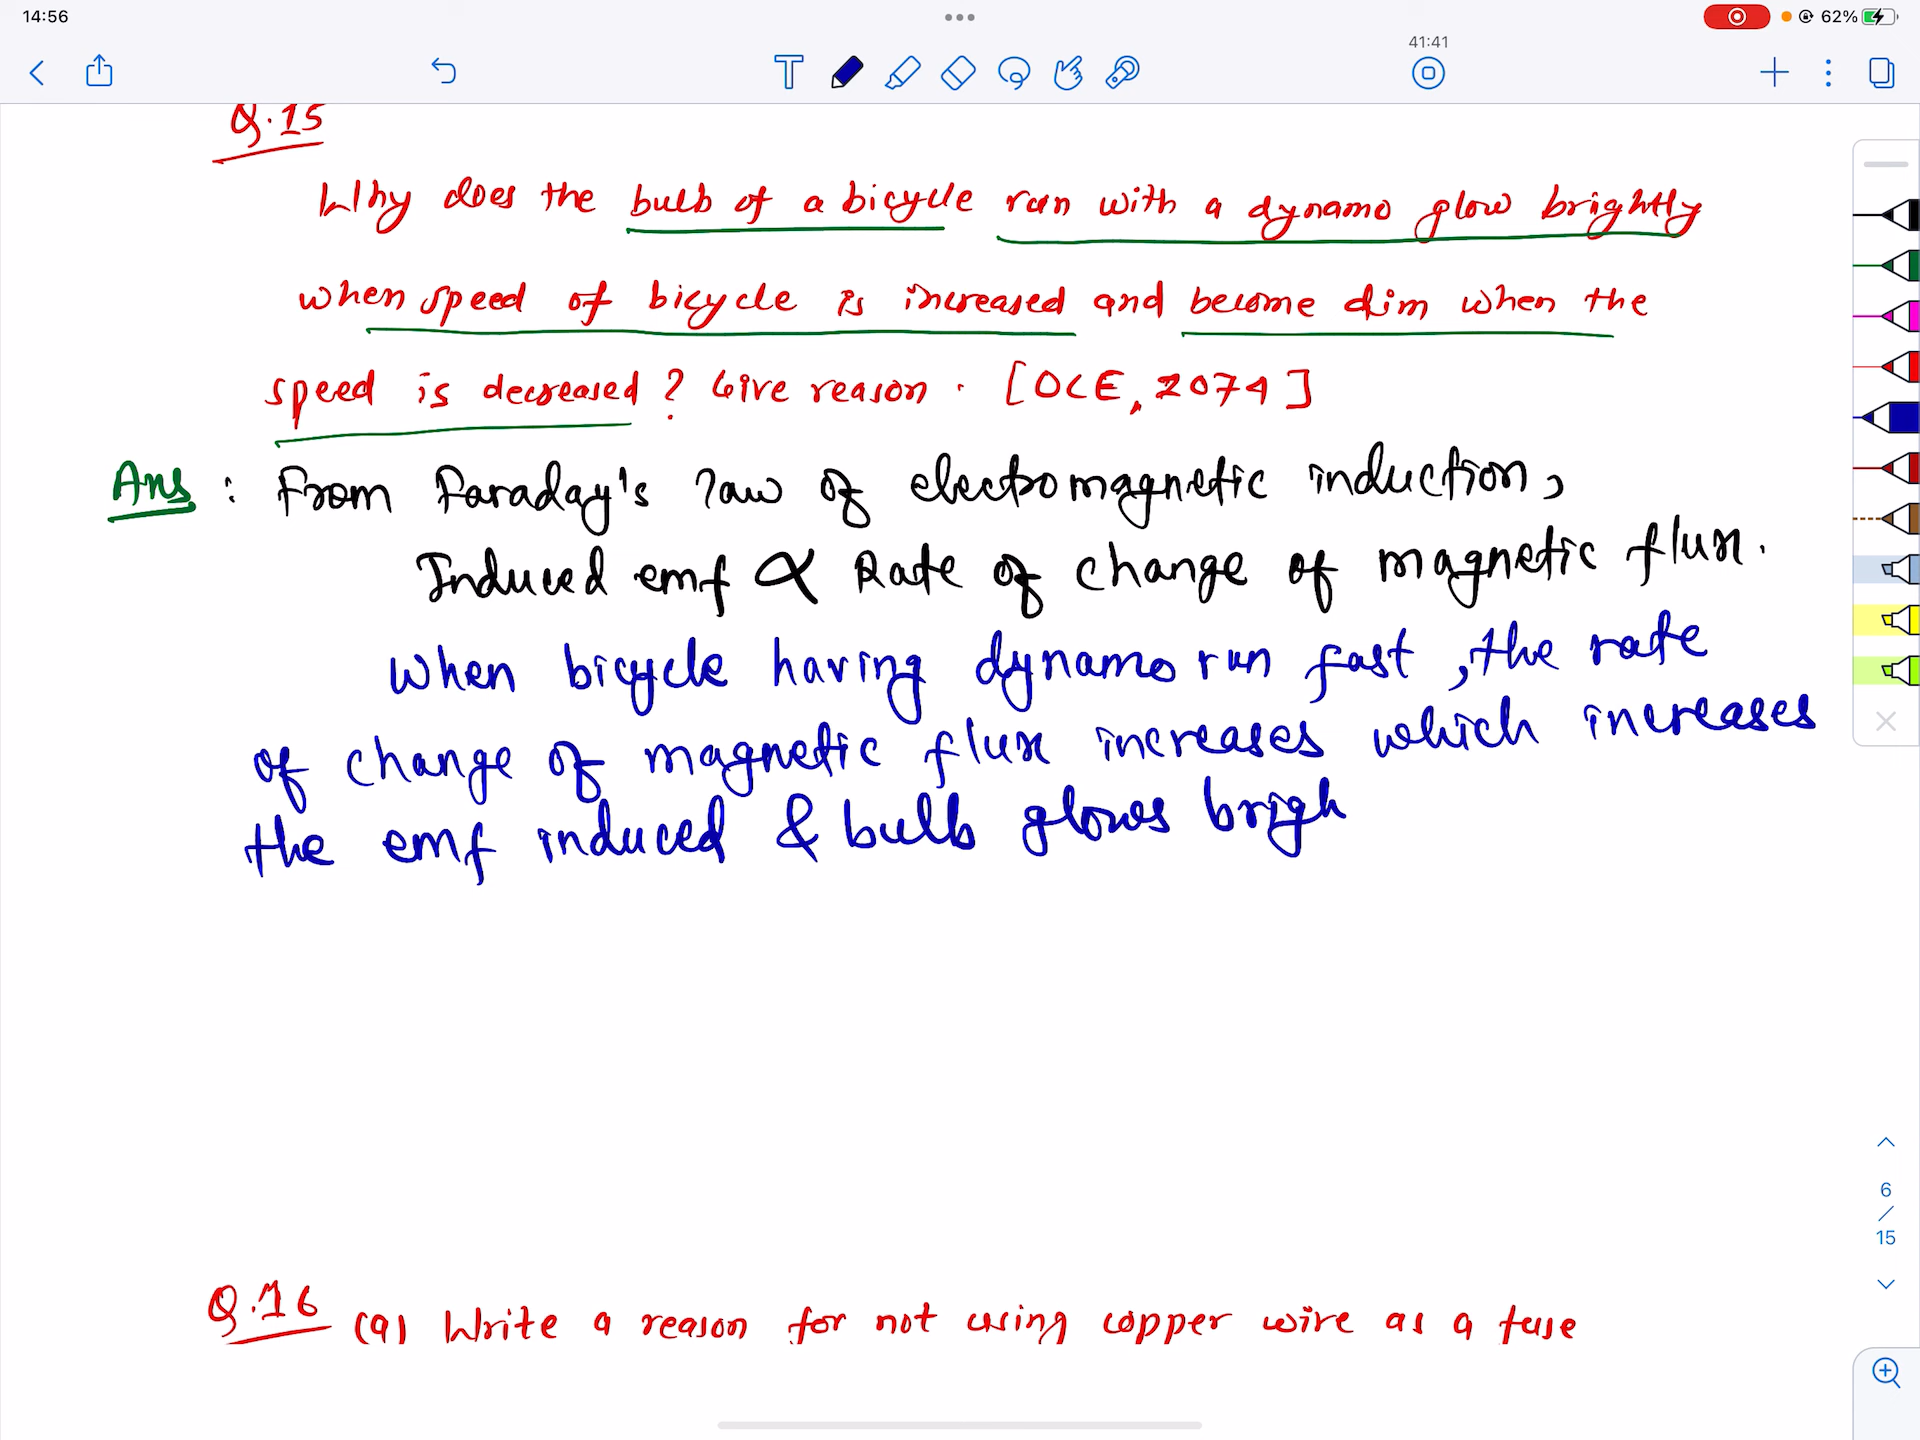 14:56
62%
41:41
Q.15
Why does the bulb of a bicycle run with a dynamo glow brightly
when speed of bicycle is increased and become dim when the
speed is decreased? Give reason. [OLE, 2074]
Ans : From Faraday's law of electromagnetic induction,
Induced emf ∝ Rate of change of magnetic flux.
When bicycle having dynamo run fast, the rate
of change of magnetic flux increases which increases
the emf induced & bulb glows brigh
6
/
15
Q.16 (a) Write a reason for not using copper wire as a fuse